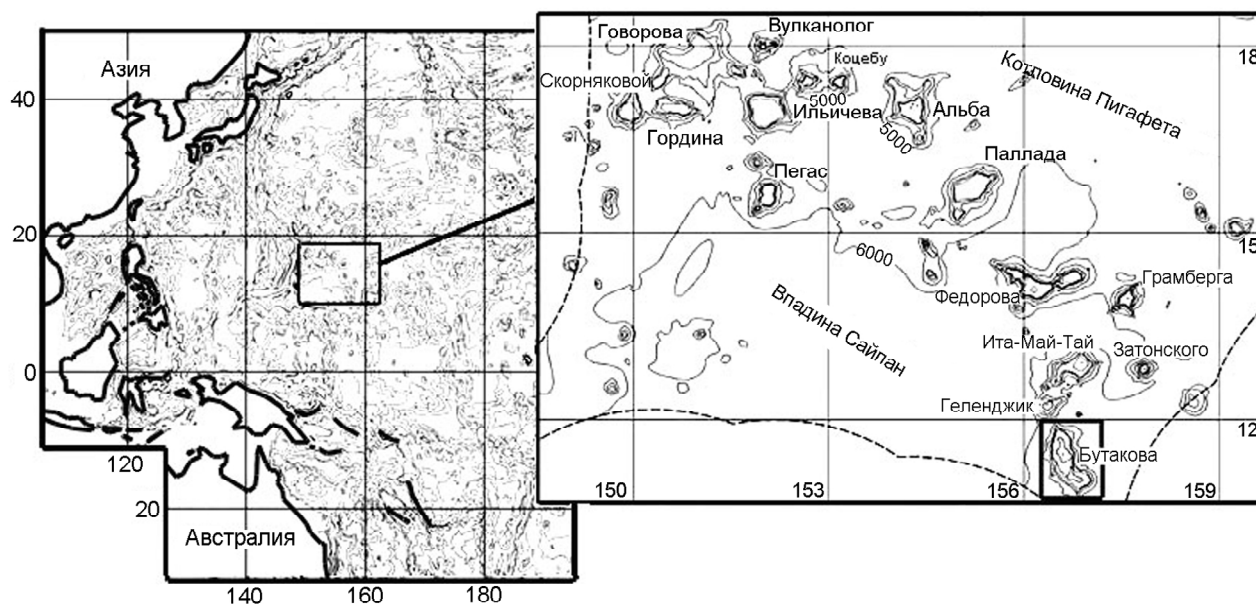 Азия
40
20
0
120
20
Австралия
140
160
180
Говорова
Вулканолог
Коцебу
18
Скорняковой
5000
Котловина Пигафета
Гордина
Ильичева
Альба
5000
Пегас
Паллада
15
6000
Федорова
Грамберга
Впадина Сайпан
Ита-Май-Тай
Затонского
Геленджик
12
Бутакова
150
153
156
159